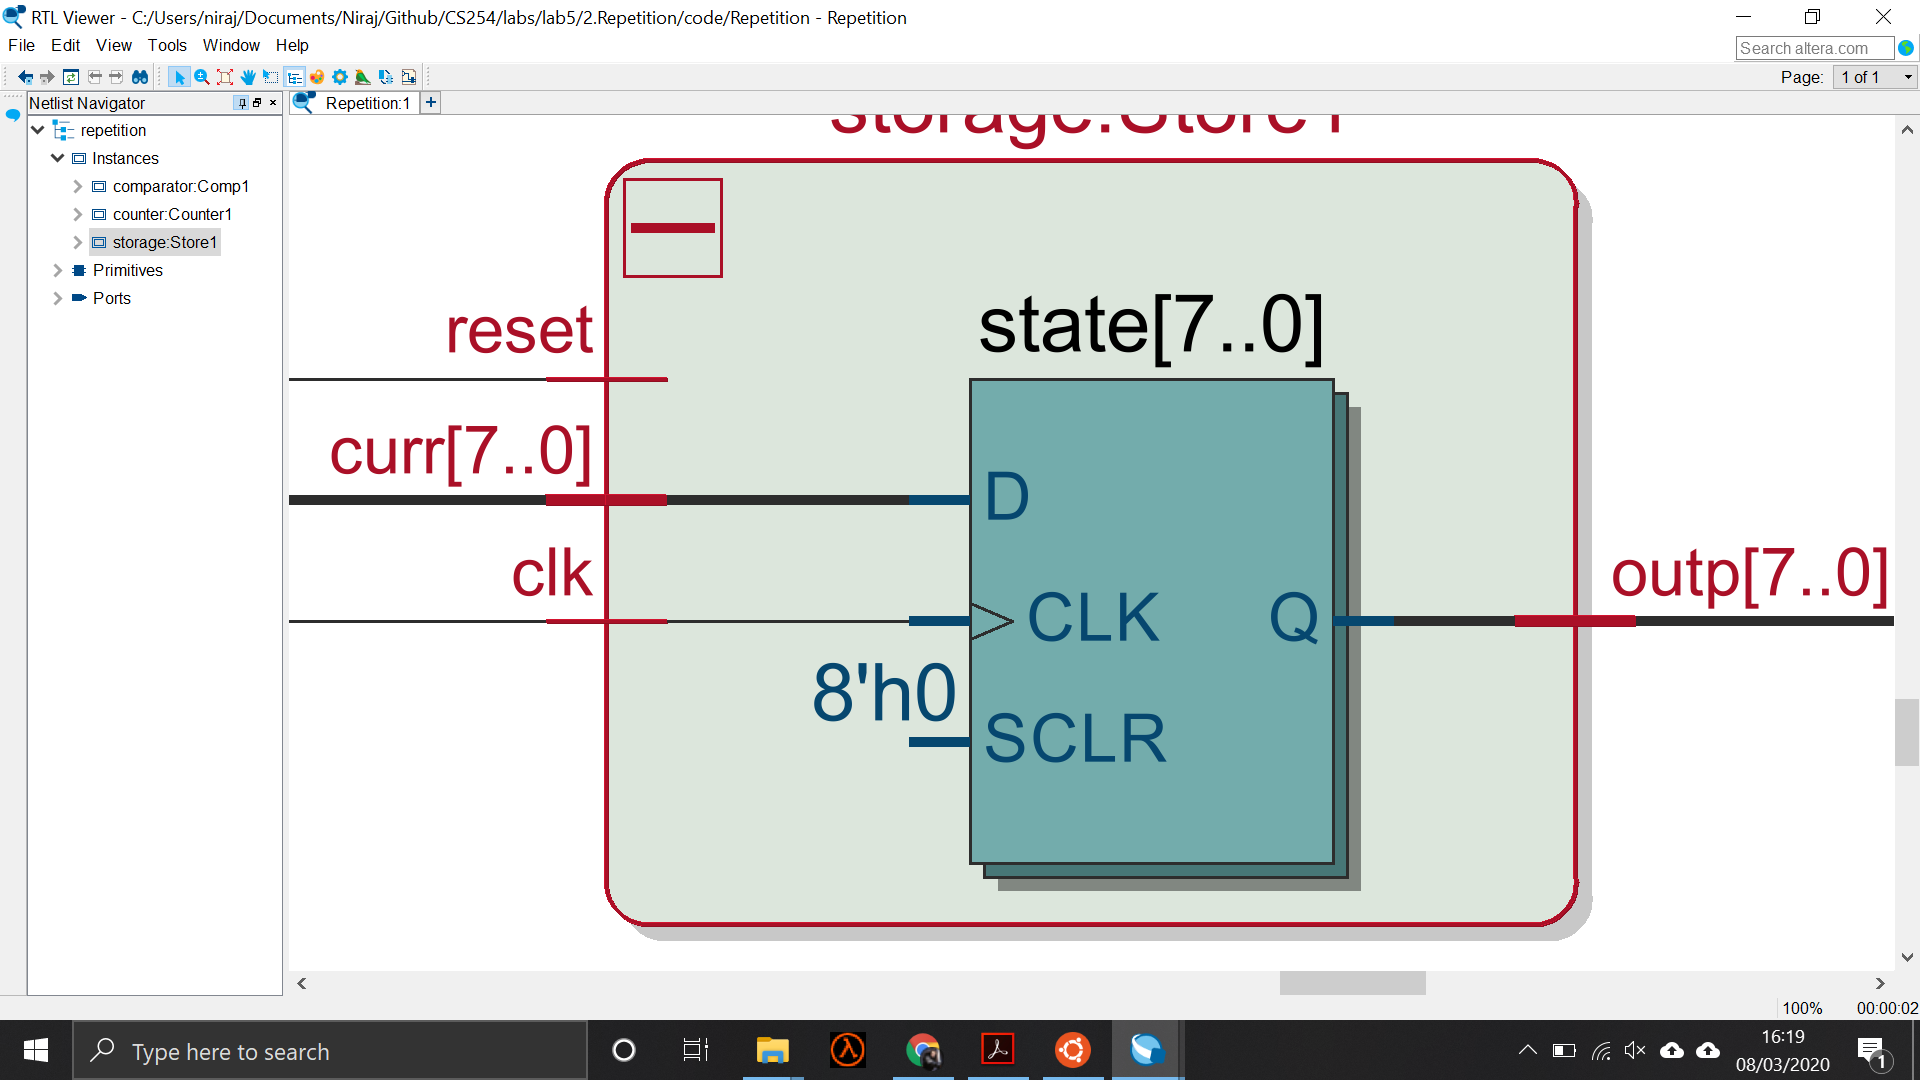 RTL Viewer - C:/Users/niraj/Documents/Niraj/Github/CS254/labs/lab5/2.Repetition/code/Repetition - Repetition
File Edit View Tools Window Help
Search altera.com
Page: 1 of 1
Netlist Navigator
Repetition:1
repetition
Instances
comparator:Comp1
counter:Counter1
storage:Store1
Primitives
Ports
storage:Store1
reset
state[7..0]
curr[7..0]
D
clk
CLK
Q
outp[7..0]
8'h0
SCLR
100% 00:00:02
Type here to search
16:19
08/03/2020
1